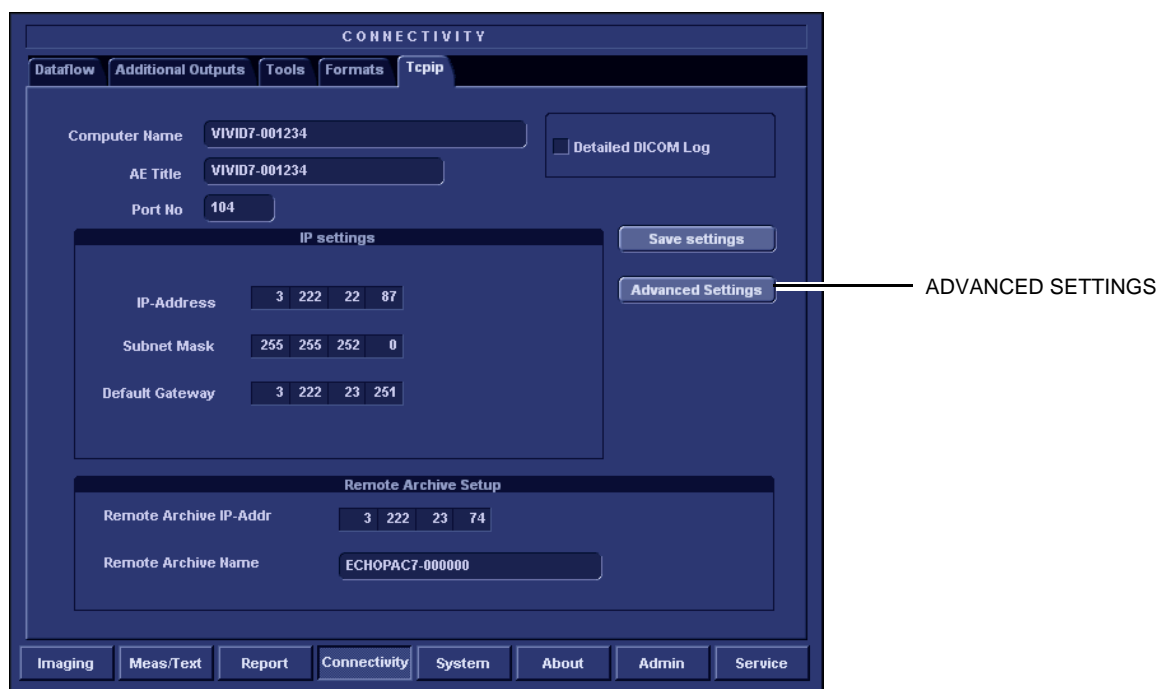 CONNECTIVITY
Dataflow Additional Outputs Tools Formats Tcpip
Computer Name VIVID7-001234
Detailed DICOM Log
AE Title VIVID7-001234
Port No 104
IP settings
Save settings
IP-Address 3 222 22 87
Advanced Settings
ADVANCED SETTINGS
Subnet Mask 255 255 252 0
Default Gateway 3 222 23 251
Remote Archive Setup
Remote Archive IP-Addr 3 222 23 74
Remote Archive Name ECHOPAC7-000000
Imaging Meas/Text Report Connectivity System About Admin Service